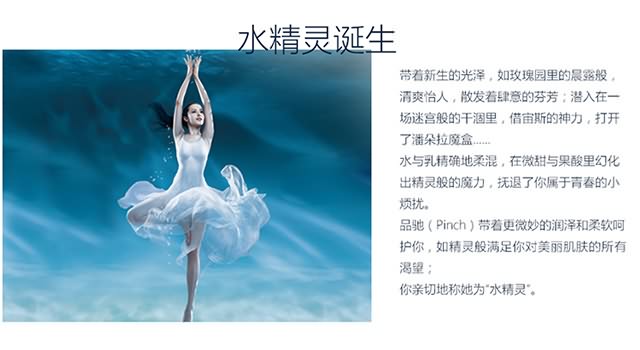 水精灵诞生
带着新生的光泽，如玫瑰园里的晨露般，
清爽怡人，散发着肆意的芬芳；潜入在一
场迷宫般的干涸里，借宙斯的神力，打开
了潘朵拉魔盒……
水与乳精确地柔混，在微甜与果酸里幻化
出精灵般的魔力，抚退了你属于青春的小
烦扰。
品驰（Pinch）带着更微妙的润泽和柔软呵
护你，如精灵般满足你对美丽肌肤的所有
渴望；
你亲切地称她为“水精灵”。